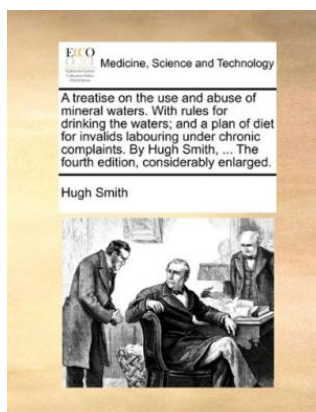 ECCO
Medicine, Science and Technology
A treatise on the use and abuse of
mineral waters. With rules for
drinking the waters; and a plan of diet
for invalids labouring under chronic
complaints. By Hugh Smith, ... The
fourth edition, considerably enlarged.
Hugh Smith